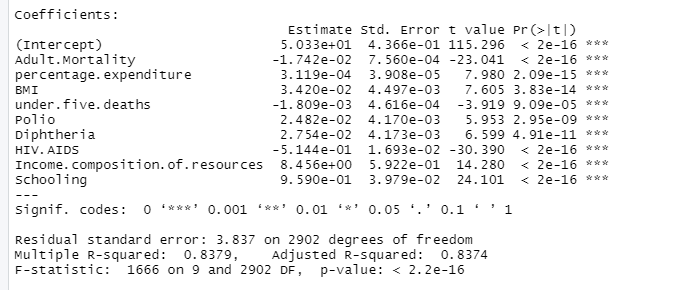 Coefficients:
Estimate Std. Error t value Pr(>|t|)
(Intercept) 5.033e+01 4.366e-01 115.296 < 2e-16 ***
Adult.Mortality -1.742e-02 7.560e-04 -23.041 < 2e-16 ***
percentage.expenditure 3.119e-04 3.908e-05 7.980 2.09e-15 ***
BMI 3.420e-02 4.497e-03 7.605 3.83e-14 ***
under.five.deaths -1.809e-03 4.616e-04 -3.919 9.09e-05 ***
Polio 2.482e-02 4.170e-03 5.953 2.95e-09 ***
Diphtheria 2.754e-02 4.173e-03 6.599 4.91e-11 ***
HIV.AIDS -5.144e-01 1.693e-02 -30.390 < 2e-16 ***
Income.composition.of.resources 8.456e+00 5.922e-01 14.280 < 2e-16 ***
Schooling 9.590e-01 3.979e-02 24.101 < 2e-16 ***
---
Signif. codes: 0 ‘***’ 0.001 ‘**’ 0.01 ‘*’ 0.05 ‘.’ 0.1 ‘ ’ 1
Residual standard error: 3.837 on 2902 degrees of freedom
Multiple R-squared: 0.8379, Adjusted R-squared: 0.8374
F-statistic: 1666 on 9 and 2902 DF, p-value: < 2.2e-16